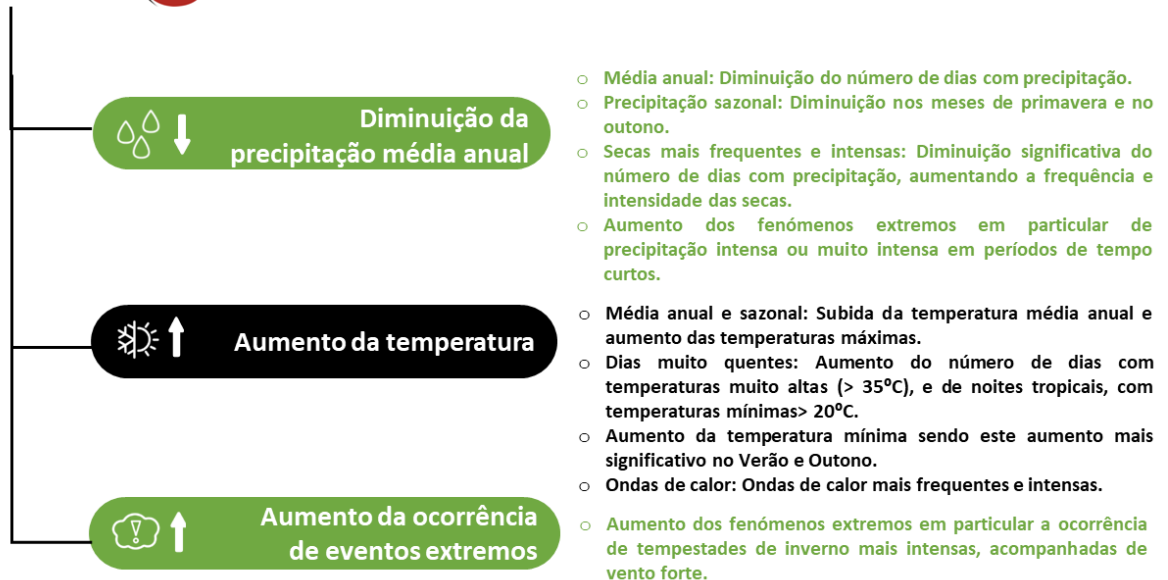 Diminuição da
precipitação média anual
○ Média anual: Diminuição do número de dias com precipitação.
○ Precipitação sazonal: Diminuição nos meses de primavera e no
outono.
○ Secas mais frequentes e intensas: Diminuição significativa do
número de dias com precipitação, aumentando a frequência e
intensidade das secas.
○ Aumento dos fenómenos extremos em particular de
precipitação intensa ou muito intensa em períodos de tempo
curtos.
Aumento da temperatura
○ Média anual e sazonal: Subida da temperatura média anual e
aumento das temperaturas máximas.
○ Dias muito quentes: Aumento do número de dias com
temperaturas muito altas (> 35ºC), e de noites tropicais, com
temperaturas mínimas> 20ºC.
○ Aumento da temperatura mínima sendo este aumento mais
significativo no Verão e Outono.
○ Ondas de calor: Ondas de calor mais frequentes e intensas.
Aumento da ocorrência
de eventos extremos
○ Aumento dos fenómenos extremos em particular a ocorrência
de tempestades de inverno mais intensas, acompanhadas de
vento forte.